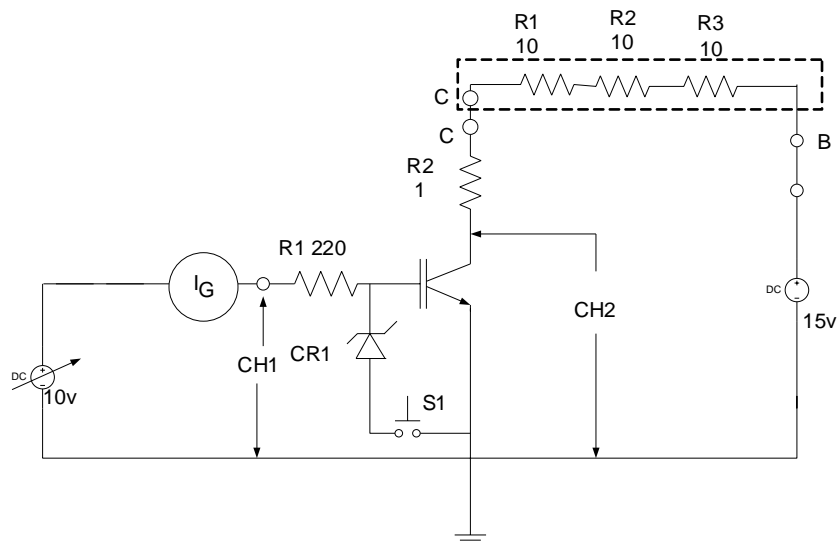 R1 R2 R3
10 10 10
C
C
B
R2
1
R1 220
IG
DC
15v
CH2
CR1
CH1
DC
10v
S1